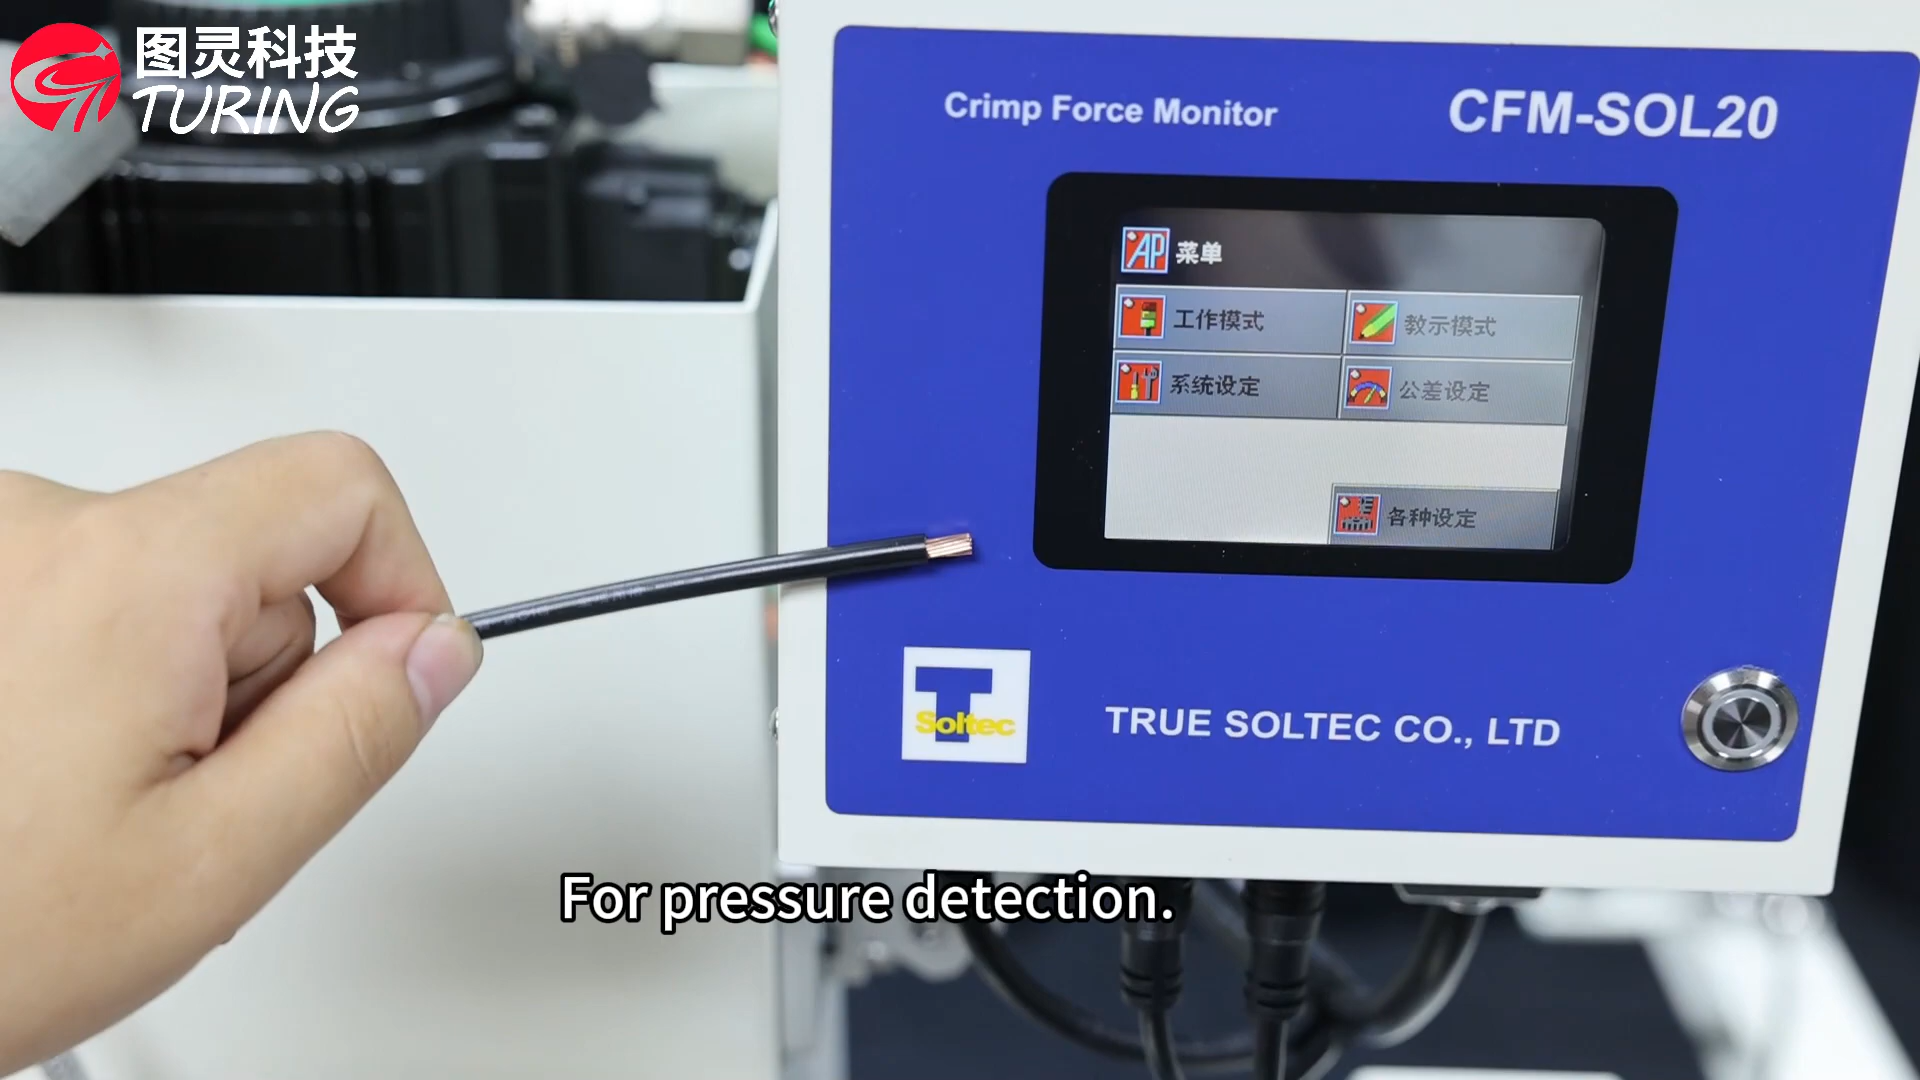 图灵科技
TURING
Crimp Force Monitor
CFM-SOL20
AP 菜单
工作模式
教示模式
系统设定
公差设定
各种设定
T
Soltec
TRUE SOLTEC CO., LTD
For pressure detection.